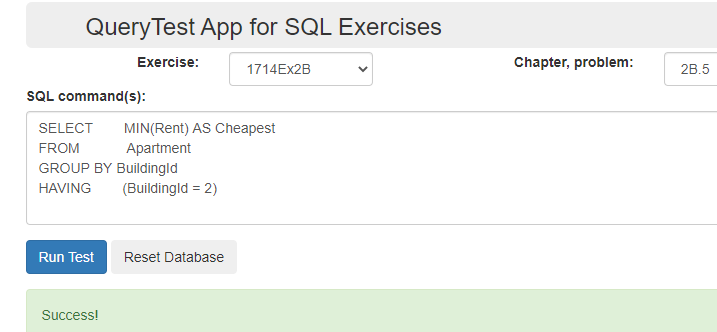 QueryTest App for SQL Exercises
Exercise: 1714Ex2B Chapter, problem: 2B.5
SQL command(s):
SELECT MIN(Rent) AS Cheapest
FROM Apartment
GROUP BY BuildingId
HAVING (BuildingId = 2)
Run Test Reset Database
Success!